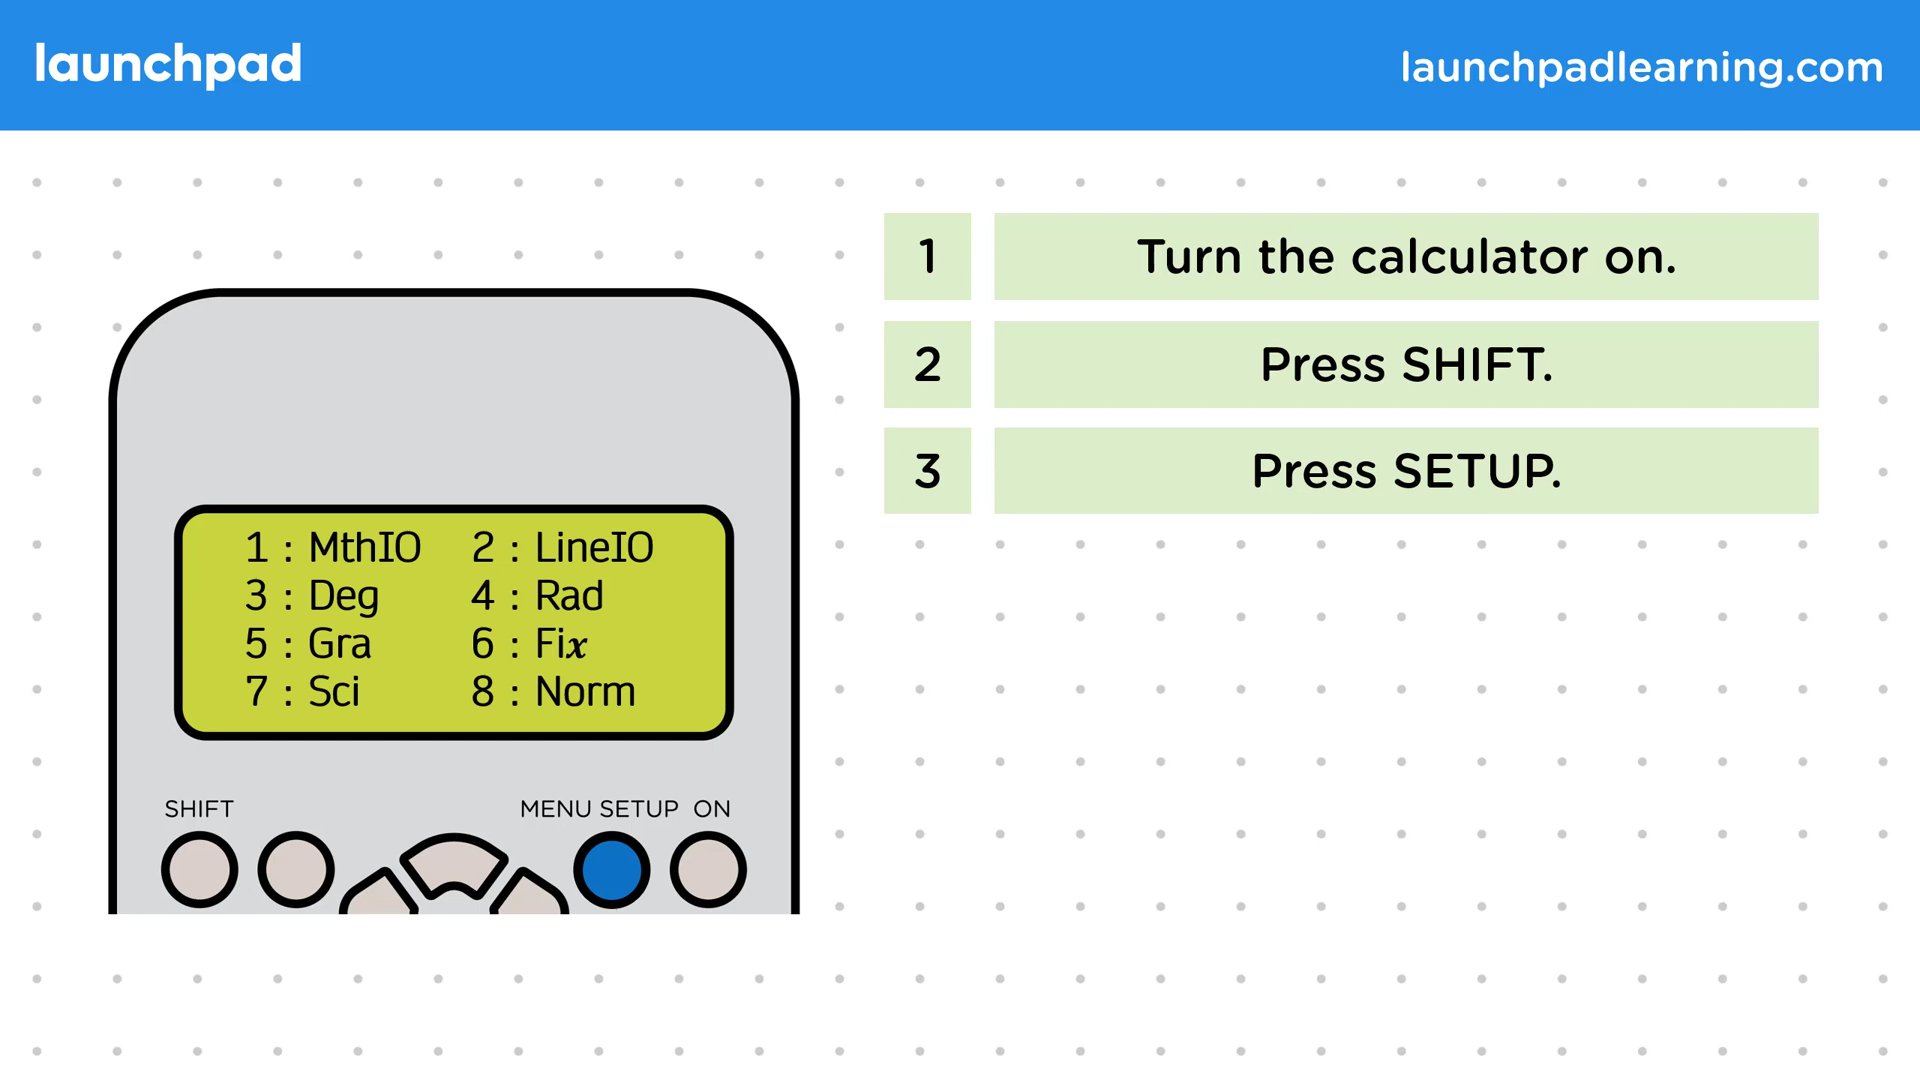 launchpad
launchpadlearning.com
1 Turn the calculator on.
2 Press SHIFT.
3 Press SETUP.
1 : MthIO 2 : LineIO
3 : Deg 4 : Rad
5 : Gra 6 : Fix
7 : Sci 8 : Norm
SHIFT MENU SETUP ON